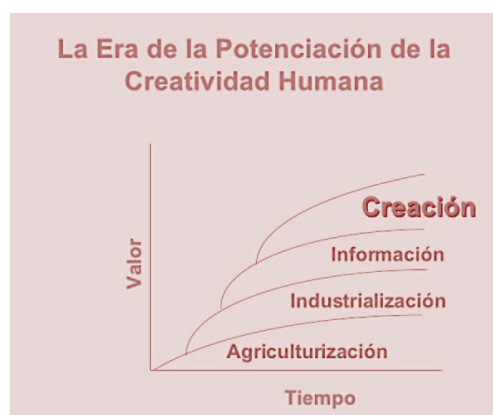 La Era de la Potenciación de la
Creatividad Humana
Creación
Información
Valor
Industrialización
Agriculturización
Tiempo